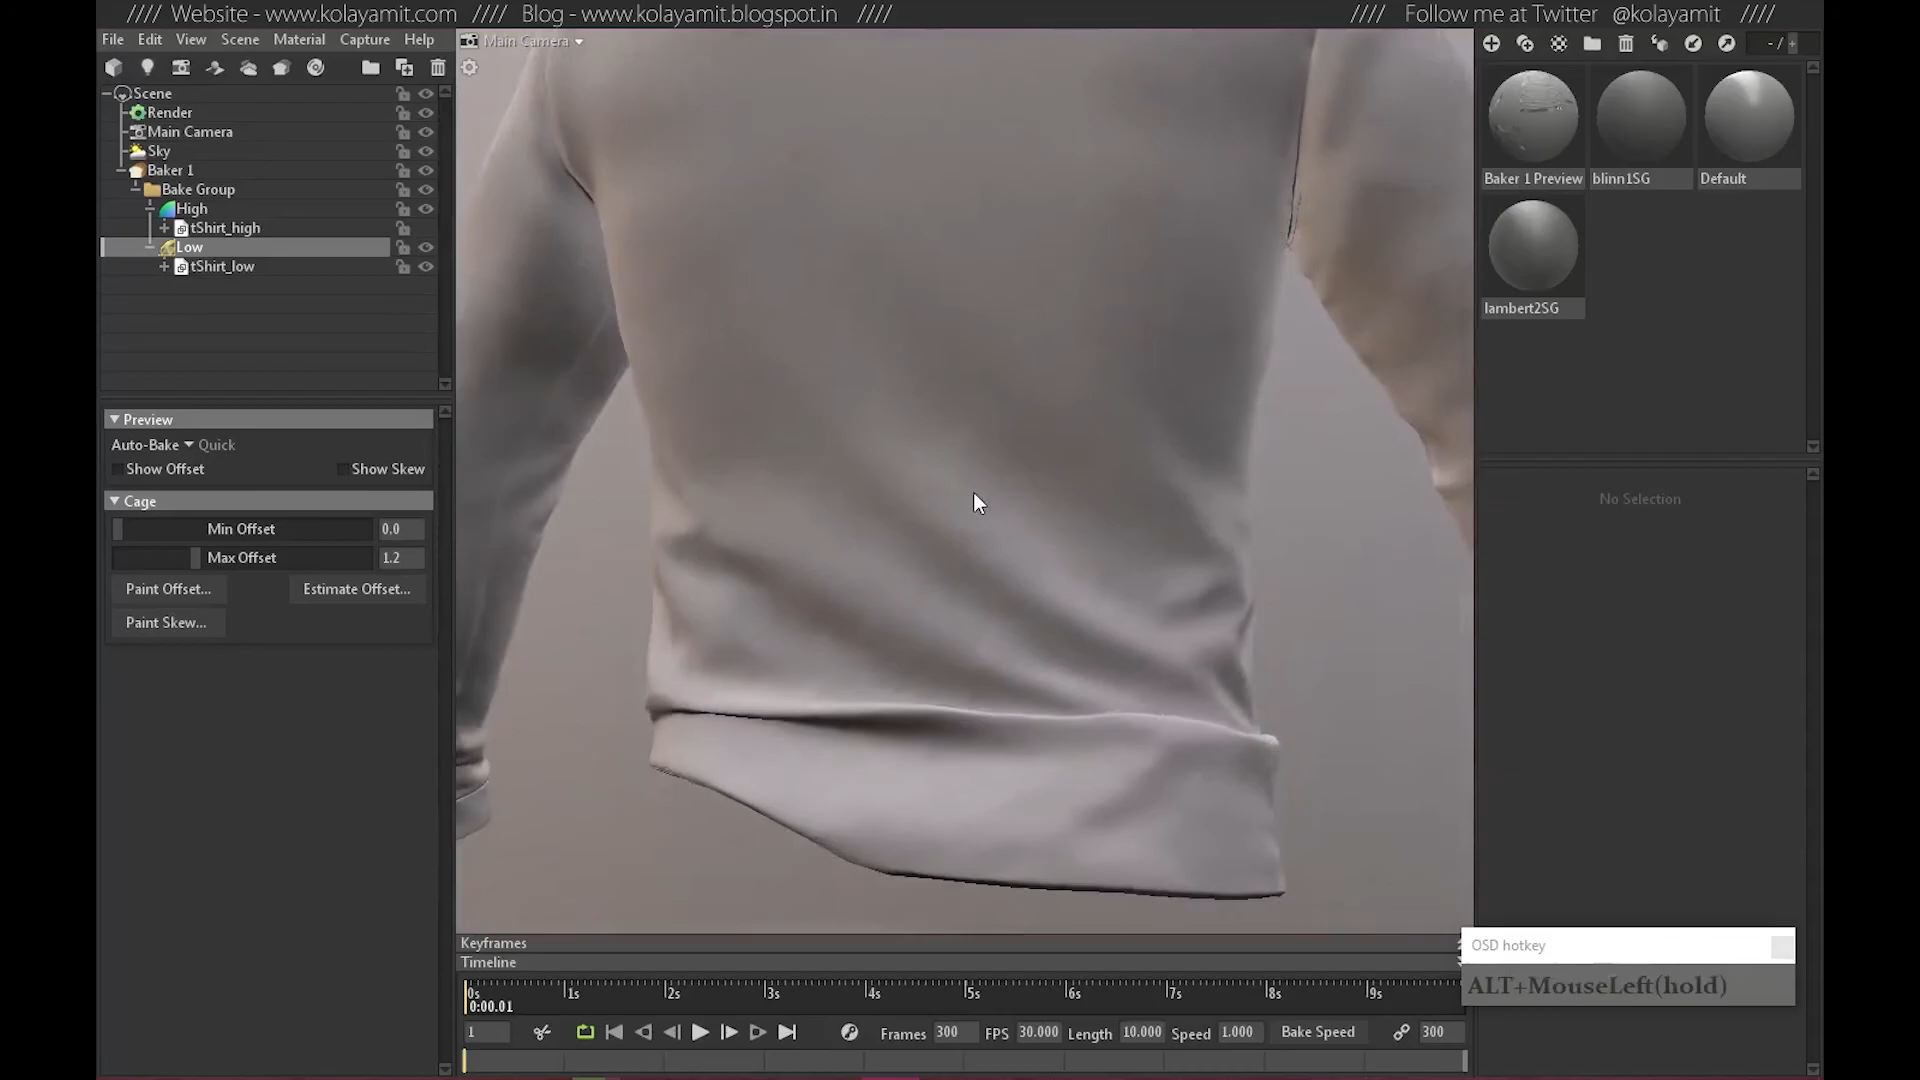 //// Website - www.kolayamit.com //// Blog - www.kolayamit.blogspot.in ////
//// Follow me at Twitter @kolayamit ////
File Edit View Scene Material Capture Help
Main Camera
- / +
Scene
Render
Main Camera
Sky
Baker 1
Bake Group
High
tShirt_high
Low
tShirt_low
Baker 1 Preview
blinn1SG
Default
lambert2SG
Preview
Auto-Bake Quick
Show Offset Show Skew
Cage
Min Offset 0.0
Max Offset 1.2
Paint Offset... Estimate Offset...
Paint Skew...
No Selection
Keyframes
Timeline
OSD hotkey
ALT+MouseLeft(hold)
0s 1s 2s 3s 4s 5s 6s 7s 8s 9s
0:00.01
1 Frames 300 FPS 30.000 Length 10.000 Speed 1.000 Bake Speed 300